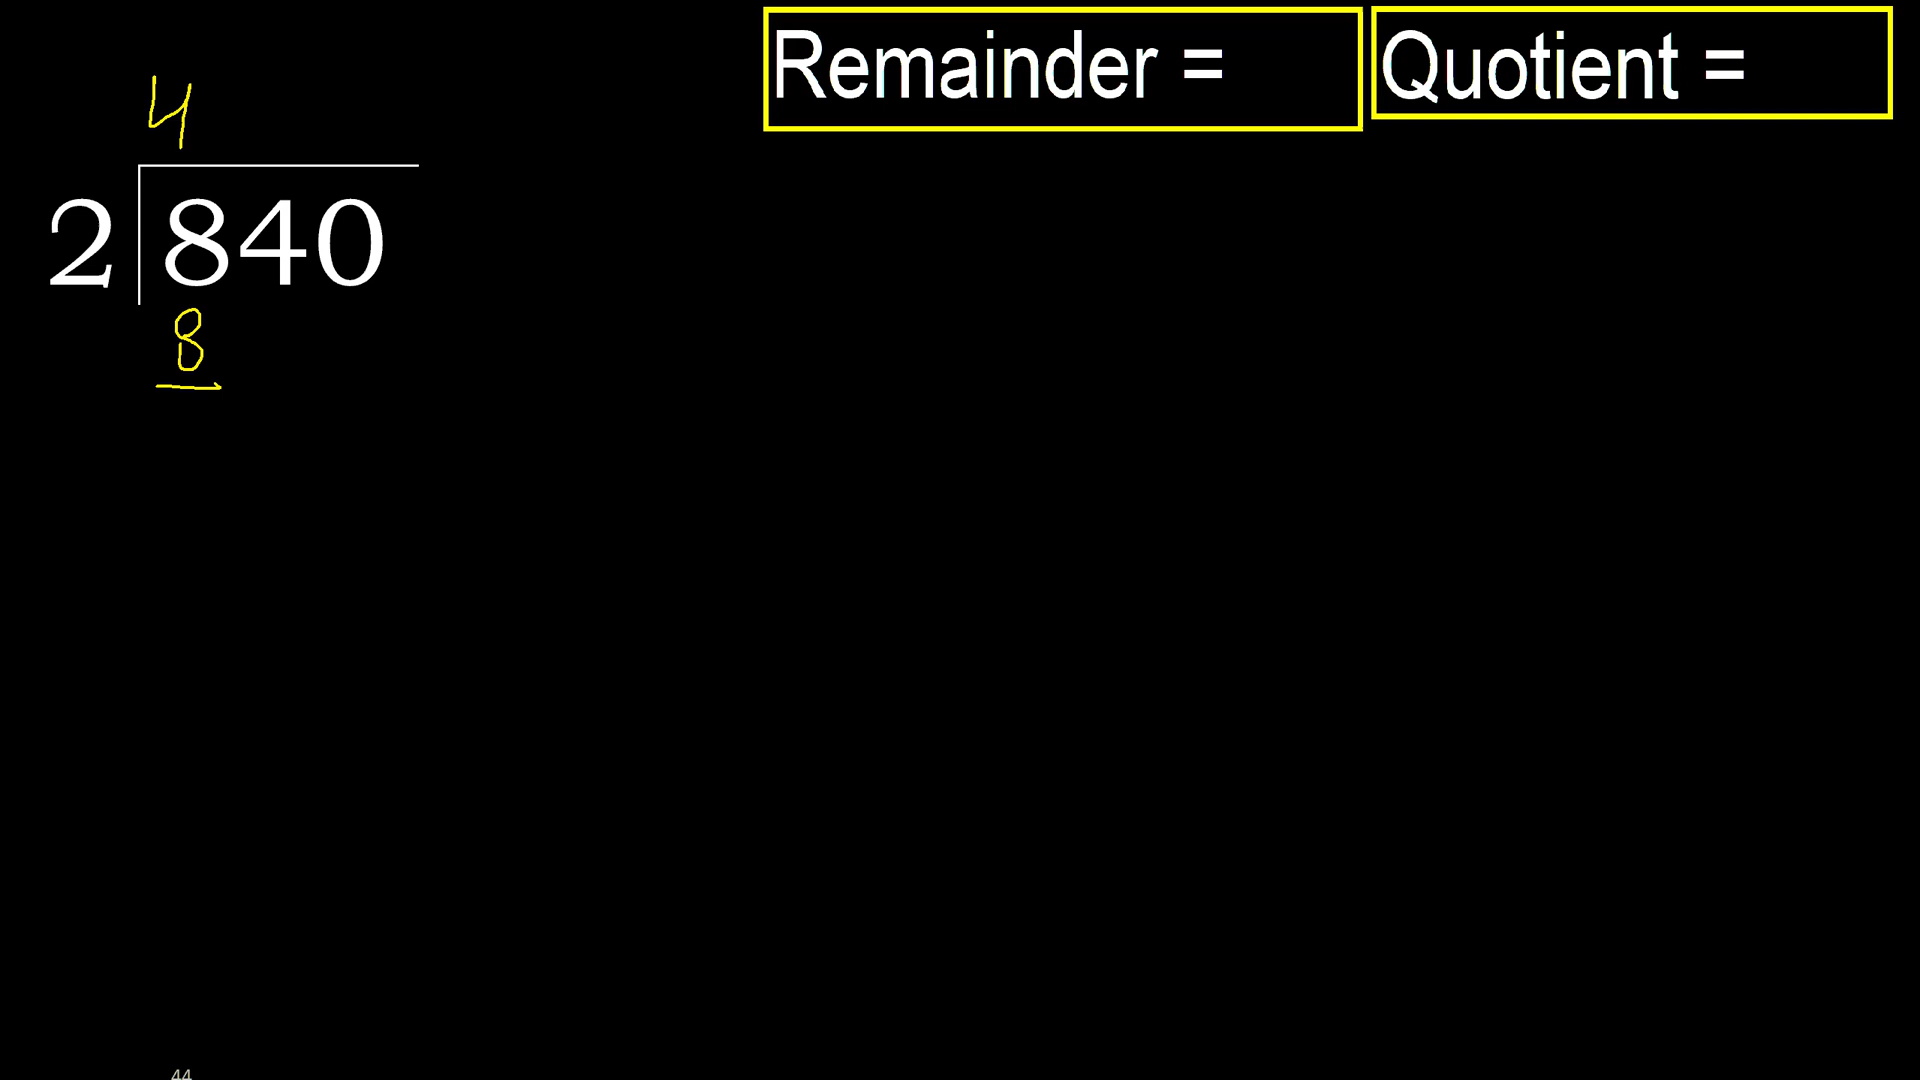 Remainder =
Quotient =
4
2 840
8
44